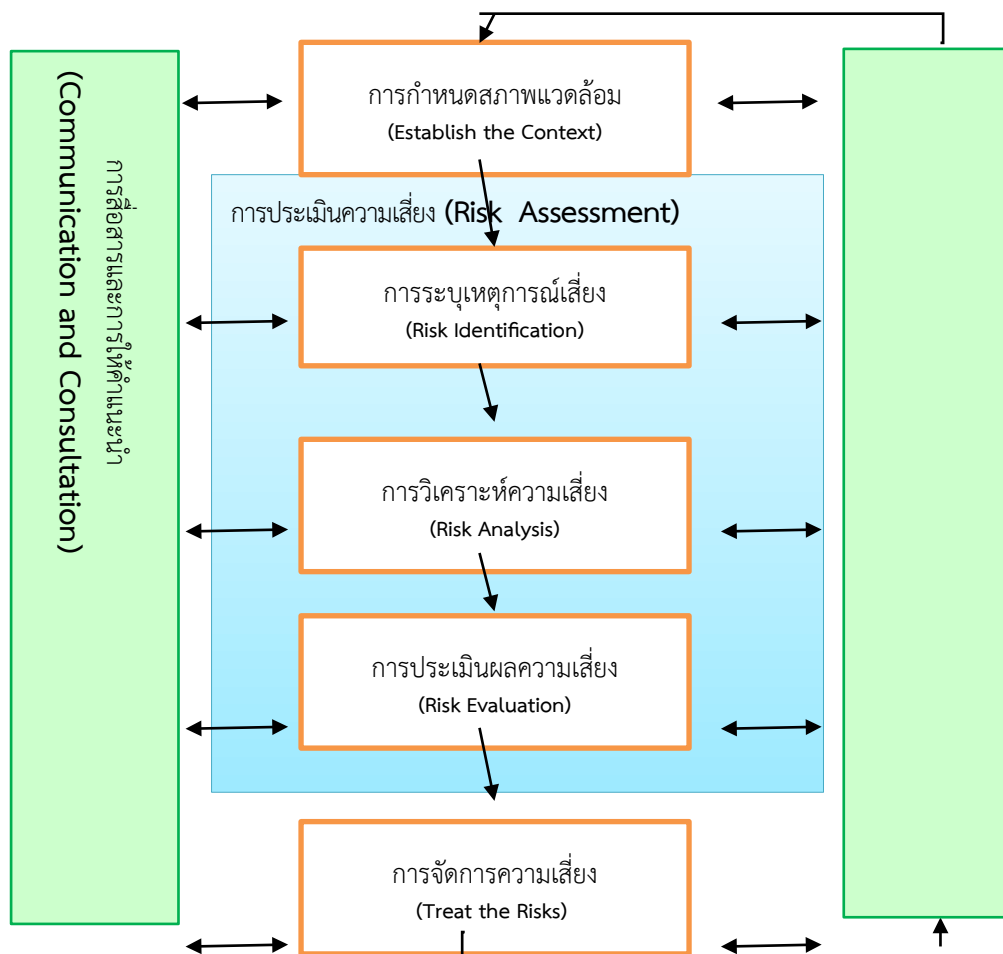 การกำหนดสภาพแวดล้อม
(Establish the Context)
การสื่อสารและการให้คำแนะนำ
(Communication and Consultation)
การประเมินความเสี่ยง (Risk Assessment)
การระบุเหตุการณ์เสี่ยง
(Risk Identification)
การวิเคราะห์ความเสี่ยง
(Risk Analysis)
การประเมินผลความเสี่ยง
(Risk Evaluation)
การจัดการความเสี่ยง
(Treat the Risks)